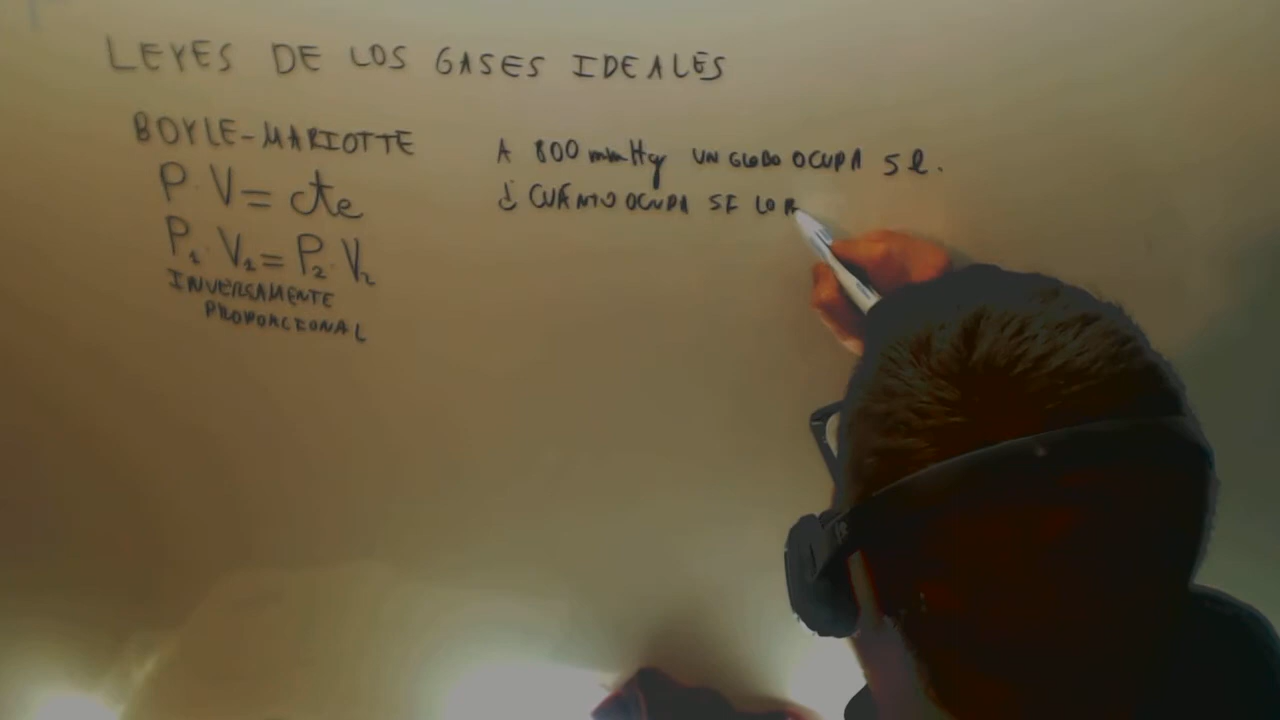 LEYES DE LOS GASES IDEALES
BOYLE-MARIOTTE
P · V = cte
P₁ · V₁ = P₂ · V₂
INVERSAMENTE
PROPORCIONAL
A 800 mmHg UN GLOBO OCUPA 5 l.
¿ CUÁNTO OCUPA SI LO